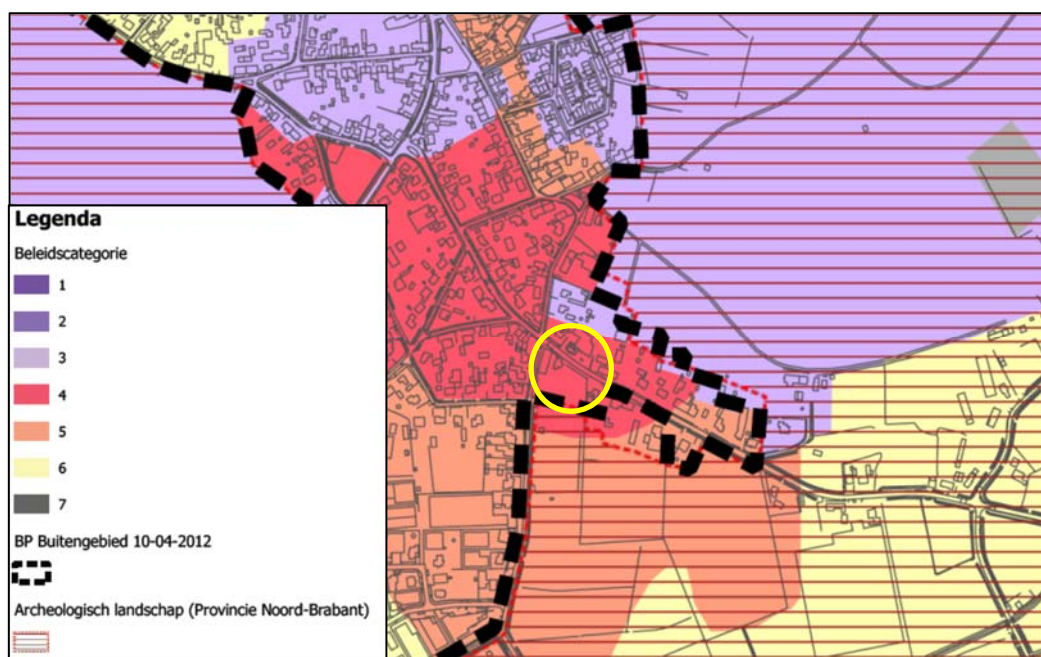 Legenda
Beleidscategorie
1
2
3
4
5
6
7
BP Buitengebied 10-04-2012
Archeologisch landschap (Provincie Noord-Brabant)